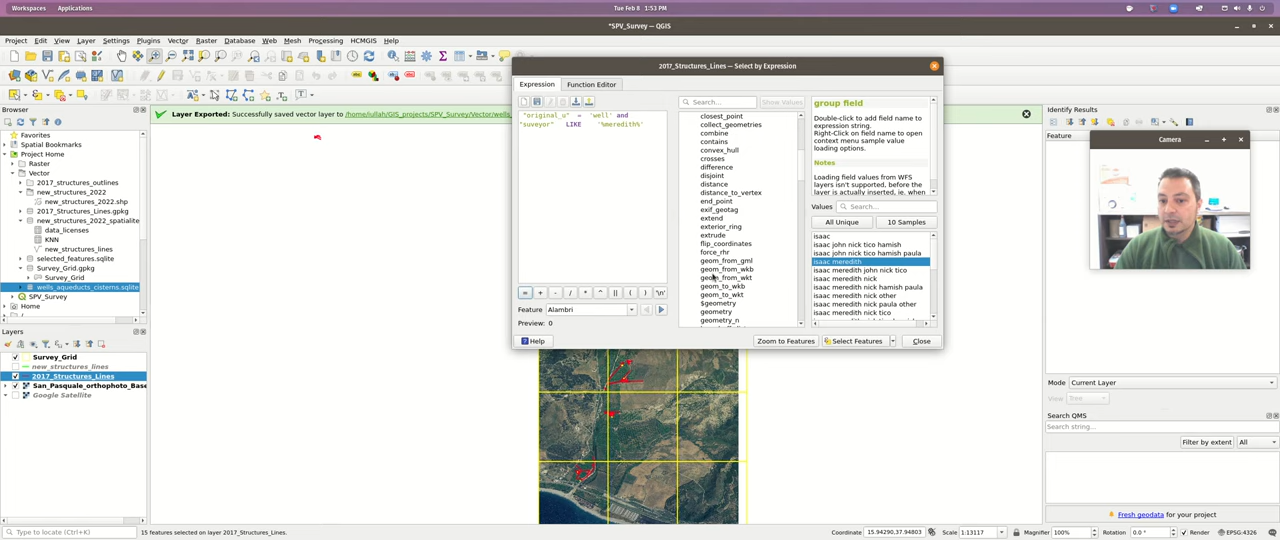 Workspaces Applications Tue Feb 8 1:53 PM
*SPV_Survey — QGIS
Project Edit View Layer Settings Plugins Vector Raster Database Web Mesh Processing HCMGIS Help
Browser
Favorites
Spatial Bookmarks
Project Home
Raster
Vector
2017_structures_outlines
new_structures_2022
new_structures_2022.shp
2017_Structures_Lines.gpkg
new_structures_2022_spatialite
data_licenses
KNN
new_structures_lines
selected_features.sqlite
Survey_Grid.gpkg
Survey_Grid
wells_aqueducts_cisterns.sqlite
SPV_Survey
Home
Layers
Survey_Grid
new_structures_lines
2017_Structures_Lines
San_Pasquale_orthophoto_Base
Google Satellite
Layer Exported: Successfully saved vector layer to /home/iullah/GIS_projects/SPV_Survey/Vector/wells_
2017_Structures_Lines — Select by Expression
Expression Function Editor
"original_u" = 'well' and
"suveyor" LIKE '%meredith%'
= + - / * ^ || ( ) '\n'
Feature Alambri
Preview: 0
Help
Search... Show Values
closest_point
collect_geometries
combine
contains
convex_hull
crosses
difference
disjoint
distance
distance_to_vertex
end_point
exif_geotag
extend
exterior_ring
extrude
flip_coordinates
force_rhr
geom_from_gml
geom_from_wkb
geom_from_wkt
geom_to_wkb
geom_to_wkt
$geometry
geometry
geometry_n
group field
Double-click to add field name to
expression string.
Right-Click on field name to open
context menu sample value
loading options.
Notes
Loading field values from WFS
layers isn't supported, before the
layer is actually inserted, ie. when
Values Search...
All Unique 10 Samples
isaac
isaac john nick tico hamish
isaac john nick tico hamish paula
isaac meredith
isaac meredith john nick tico
isaac meredith nick
isaac meredith nick hamish paula
isaac meredith nick other
isaac meredith nick paula other
isaac meredith nick tico
Zoom to Features Select Features Close
Identify Results
Feature
Camera
Mode Current Layer
View Tree
Search QMS
Search string...
Filter by extent All
Fresh geodata for your project
Type to locate (Ctrl+K) 15 features selected on layer 2017_Structures_Lines. Coordinate 15.94290,37.94803 Scale 1:13117 Magnifier 100% Rotation 0.0 ° Render EPSG:4326